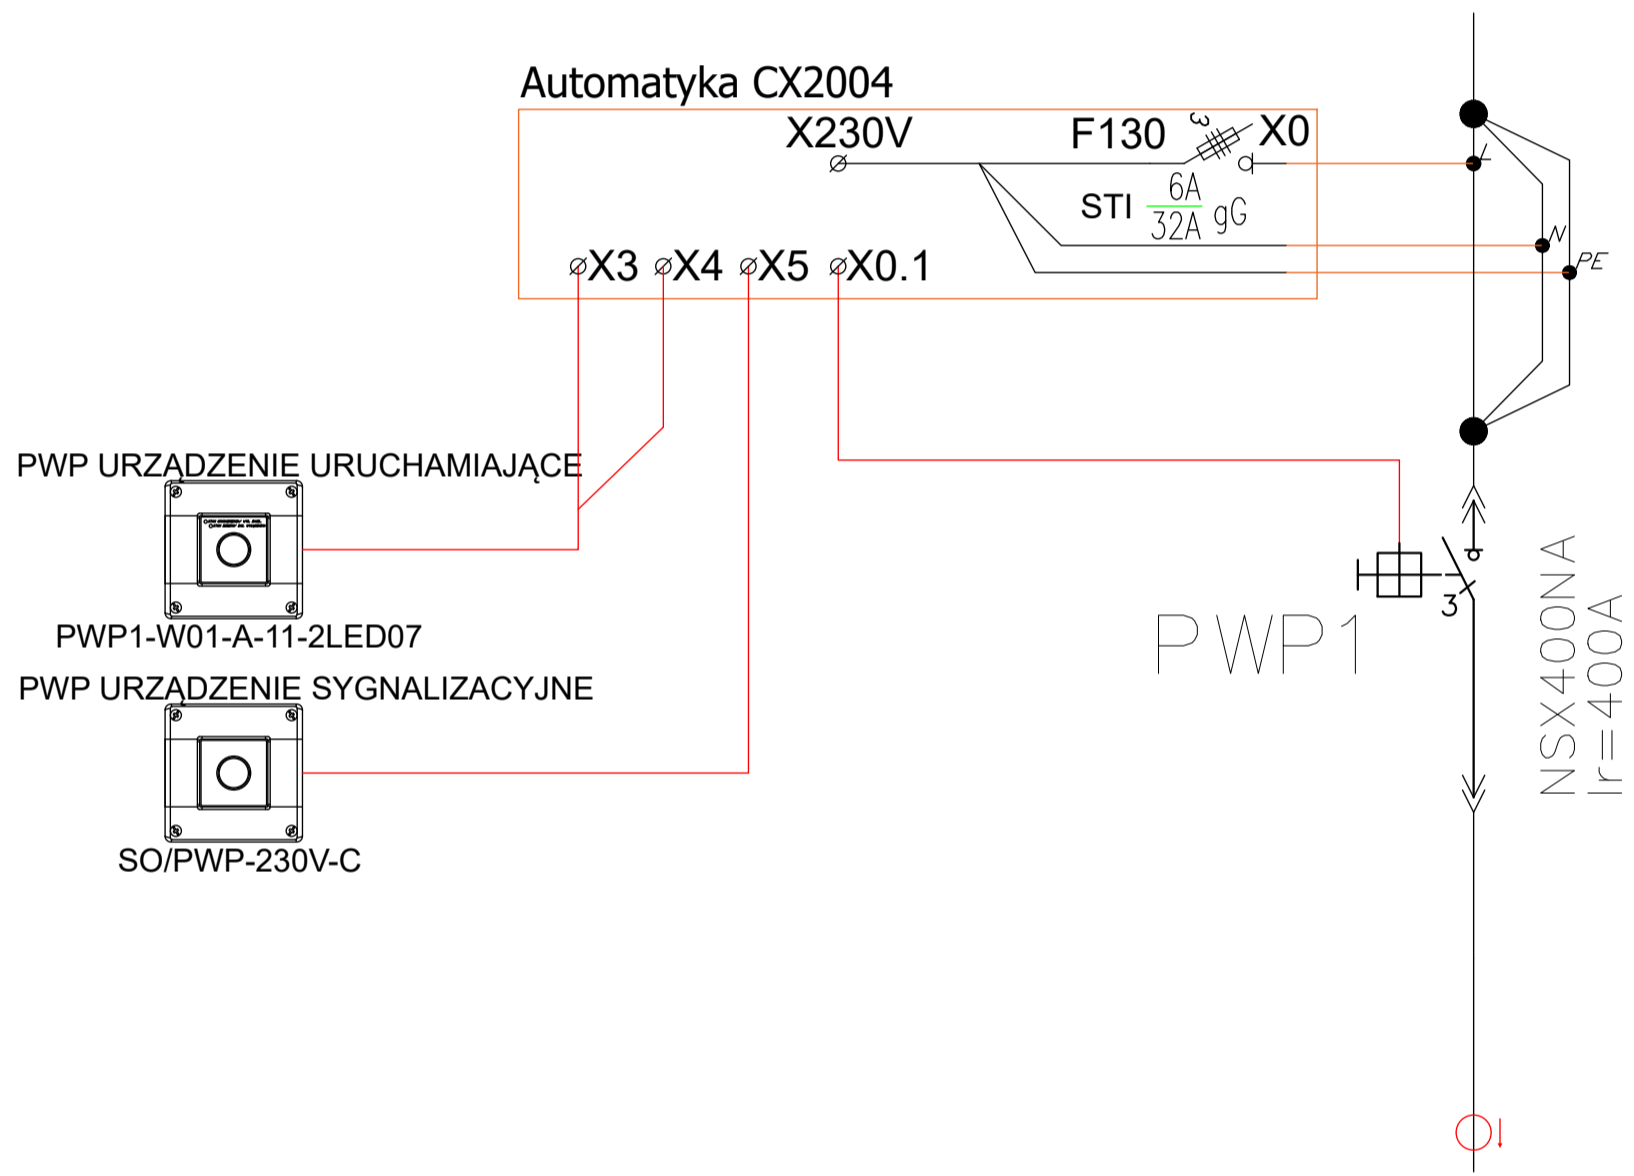 Automatyka CX2004
X230V
F130
3
X0
L
STI 6A
32A gG
N
PE
X3 X4 X5 X0.1
PWP URZĄDZENIE URUCHAMIAJĄCE
PWP1-W01-A-11-2LED07
PWP URZĄDZENIE SYGNALIZACYJNE
SO/PWP-230V-C
3
PWP1
NSX400NA
Ir=400A